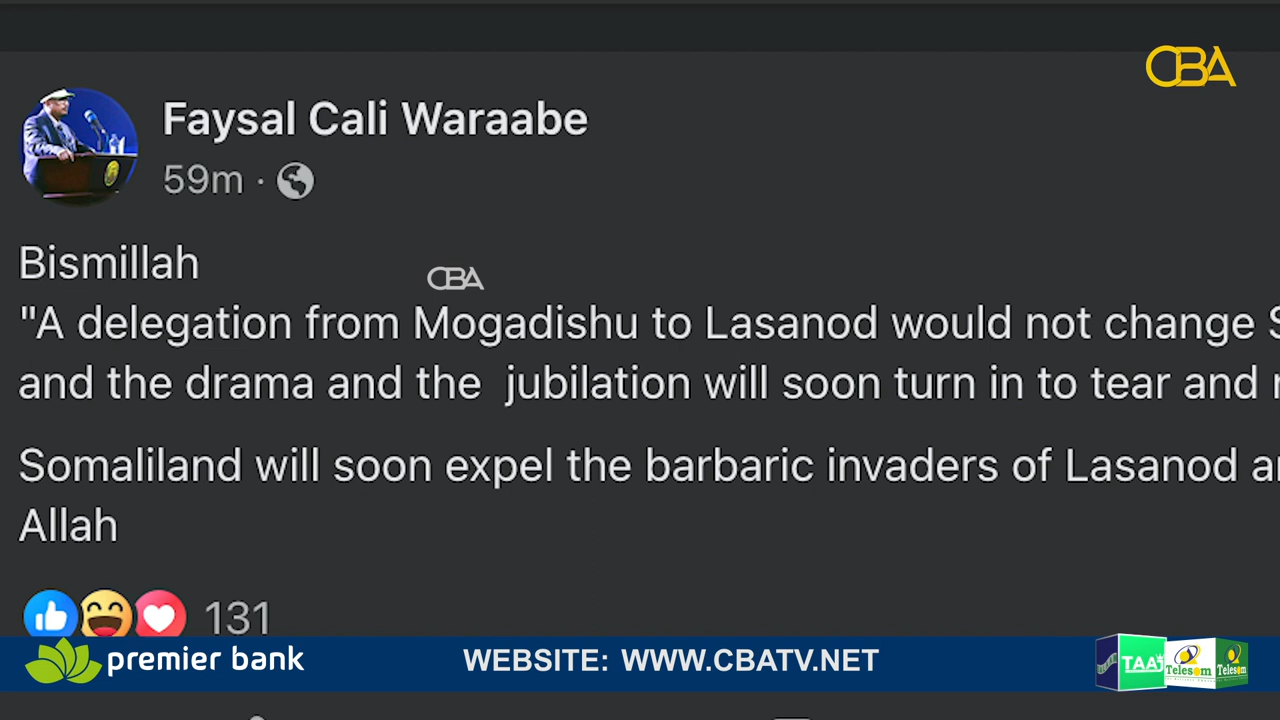 CBA
Faysal Cali Waraabe
59m ·
Bismillah
CBA
"A delegation from Mogadishu to Lasanod would not change S
and the drama and the jubilation will soon turn in to tear and
Somaliland will soon expel the barbaric invaders of Lasanod
Allah
131
premier bank
WEBSITE: WWW.CBATV.NET
TAAJ
Telesom
Telesom